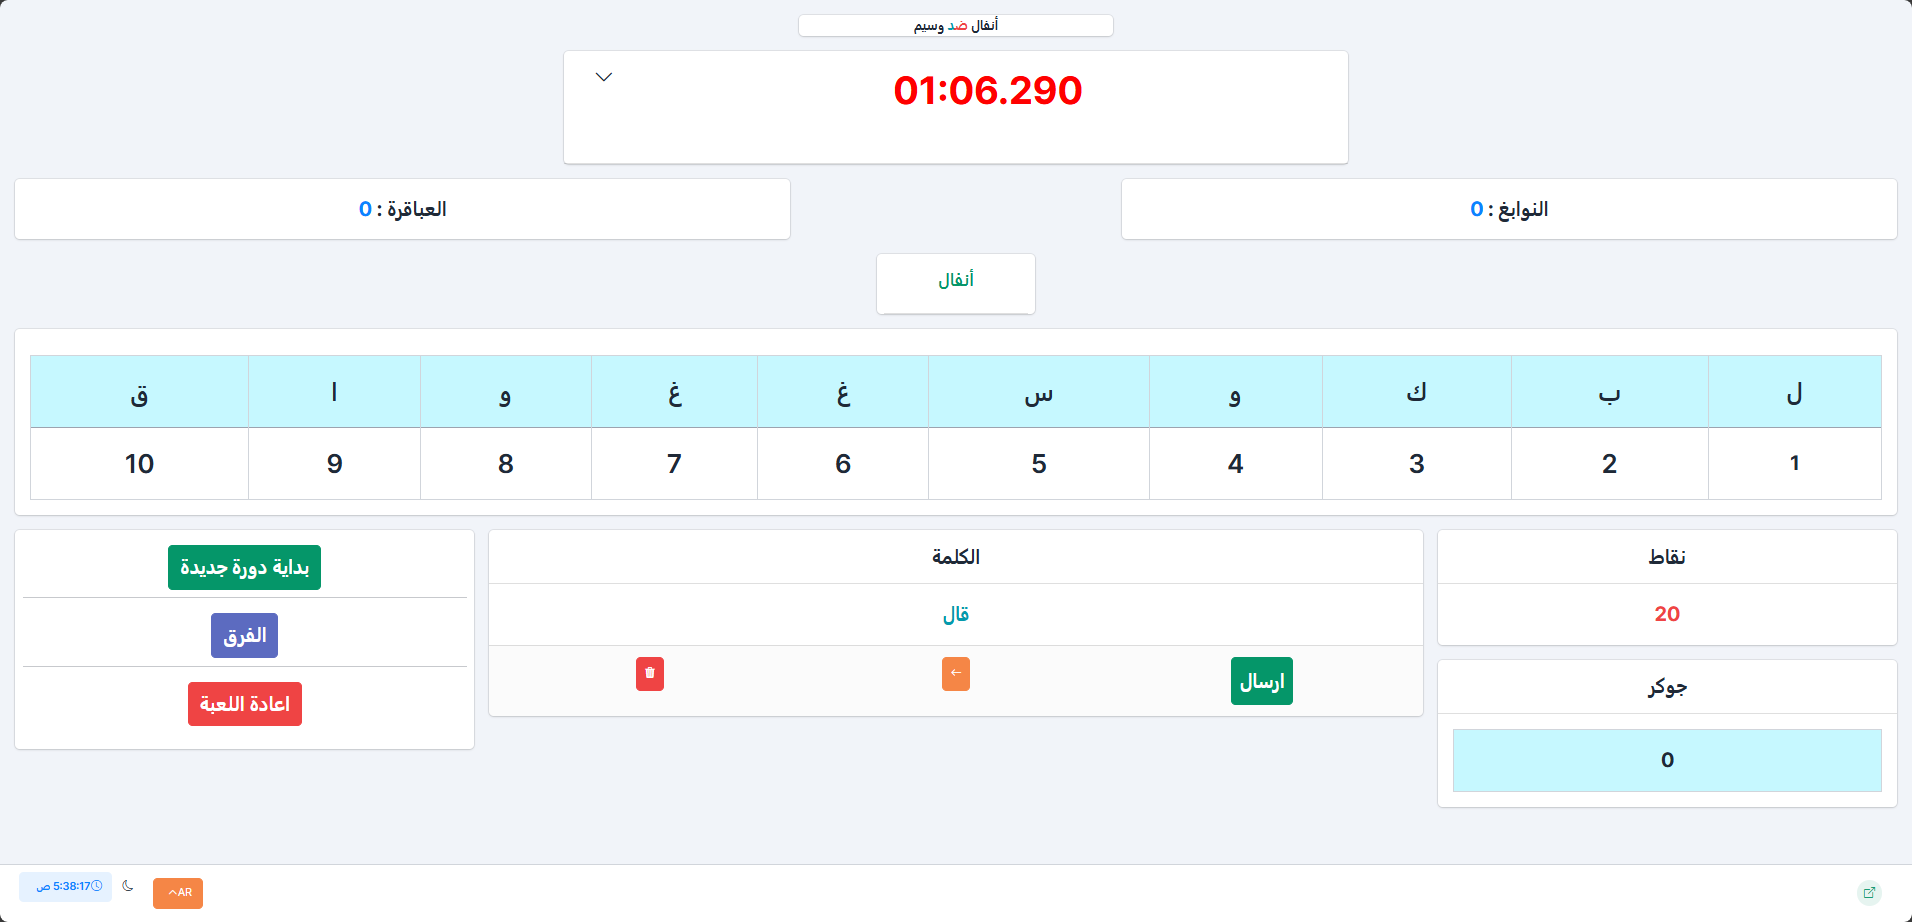 أنفال ضد وسيم
01:06.290
النوابغ : 0
العباقرة : 0
أنفال
ل ب ك و س غ غ و ا ق
1 2 3 4 5 6 7 8 9 10
نقاط
20
جوكر
0
الكلمة
قال
ارسال
بداية دورة جديدة
الفرق
اعادة اللعبة
AR
5:38:17 ص